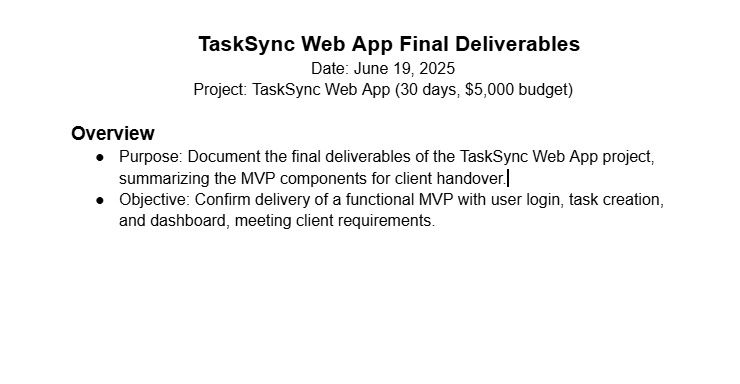 TaskSync Web App Final Deliverables
Date: June 19, 2025
Project: TaskSync Web App (30 days, $5,000 budget)
Overview
● Purpose: Document the final deliverables of the TaskSync Web App project,
summarizing the MVP components for client handover.
● Objective: Confirm delivery of a functional MVP with user login, task creation,
and dashboard, meeting client requirements.